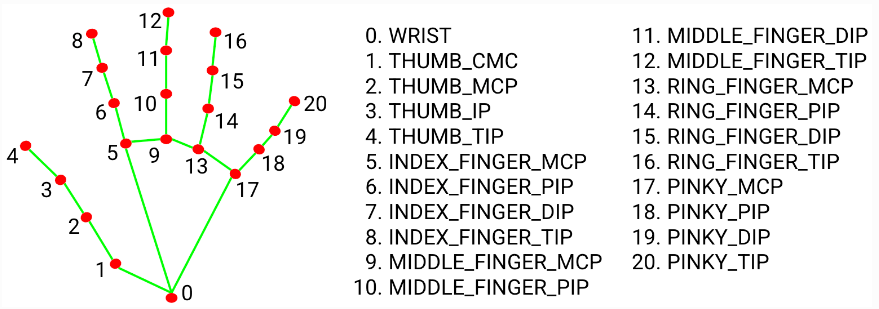 12
8
16
11
7
15
10
6
20
14
19
5
9
13
18
4
17
3
2
1
0
0. WRIST
1. THUMB_CMC
2. THUMB_MCP
3. THUMB_IP
4. THUMB_TIP
5. INDEX_FINGER_MCP
6. INDEX_FINGER_PIP
7. INDEX_FINGER_DIP
8. INDEX_FINGER_TIP
9. MIDDLE_FINGER_MCP
10. MIDDLE_FINGER_PIP
11. MIDDLE_FINGER_DIP
12. MIDDLE_FINGER_TIP
13. RING_FINGER_MCP
14. RING_FINGER_PIP
15. RING_FINGER_DIP
16. RING_FINGER_TIP
17. PINKY_MCP
18. PINKY_PIP
19. PINKY_DIP
20. PINKY_TIP